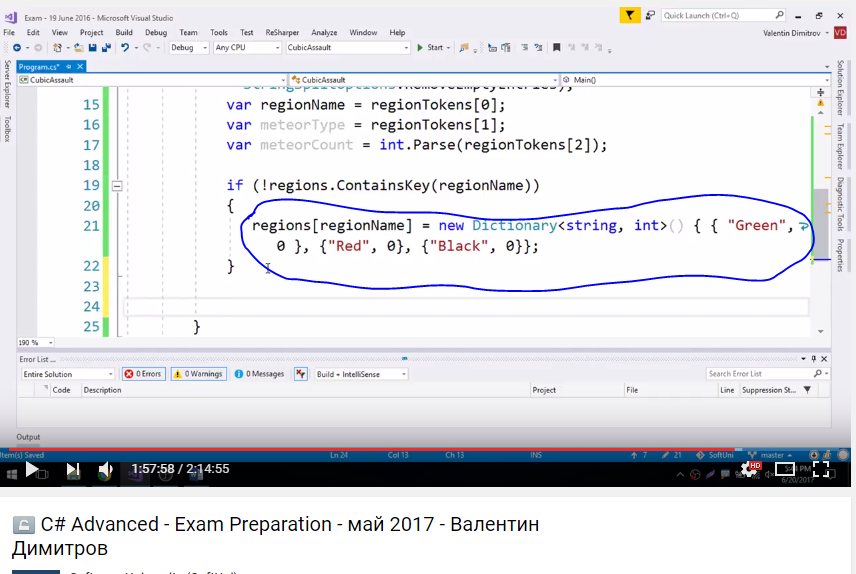 Exam - 19 June 2016 - Microsoft Visual Studio
Quick Launch (Ctrl+Q)
File Edit View Project Build Debug Team Tools Test ReSharper Analyze Window Help
Valentin Dimitrov VD
Debug Any CPU CubicAssault Start
Program.cs*
CubicAssault CubicAssault Main()
Server Explorer
Toolbox
Solution Explorer
Team Explorer
Diagnostic Tools
Properties
StringSplitOptions.RemoveEmptyEntries);
15 var regionName = regionTokens[0];
16 var meteorType = regionTokens[1];
17 var meteorCount = int.Parse(regionTokens[2]);
18
19 if (!regions.ContainsKey(regionName))
20 {
21 regions[regionName] = new Dictionary<string, int>() { { "Green",
0 }, {"Red", 0}, {"Black", 0}};
22 }
23
24
25 }
190 %
Error List ...
Entire Solution 0 Errors 0 Warnings 0 Messages Build + IntelliSense Search Error List
Code Description Project File Line Suppression St...
Output
Item(s) Saved Ln 24 Col 13 Ch 13 INS 7 21 SoftUni master
1:57:58 / 2:14:55 HD
6/20/2017
C# Advanced - Exam Preparation - май 2017 - Валентин
Димитров